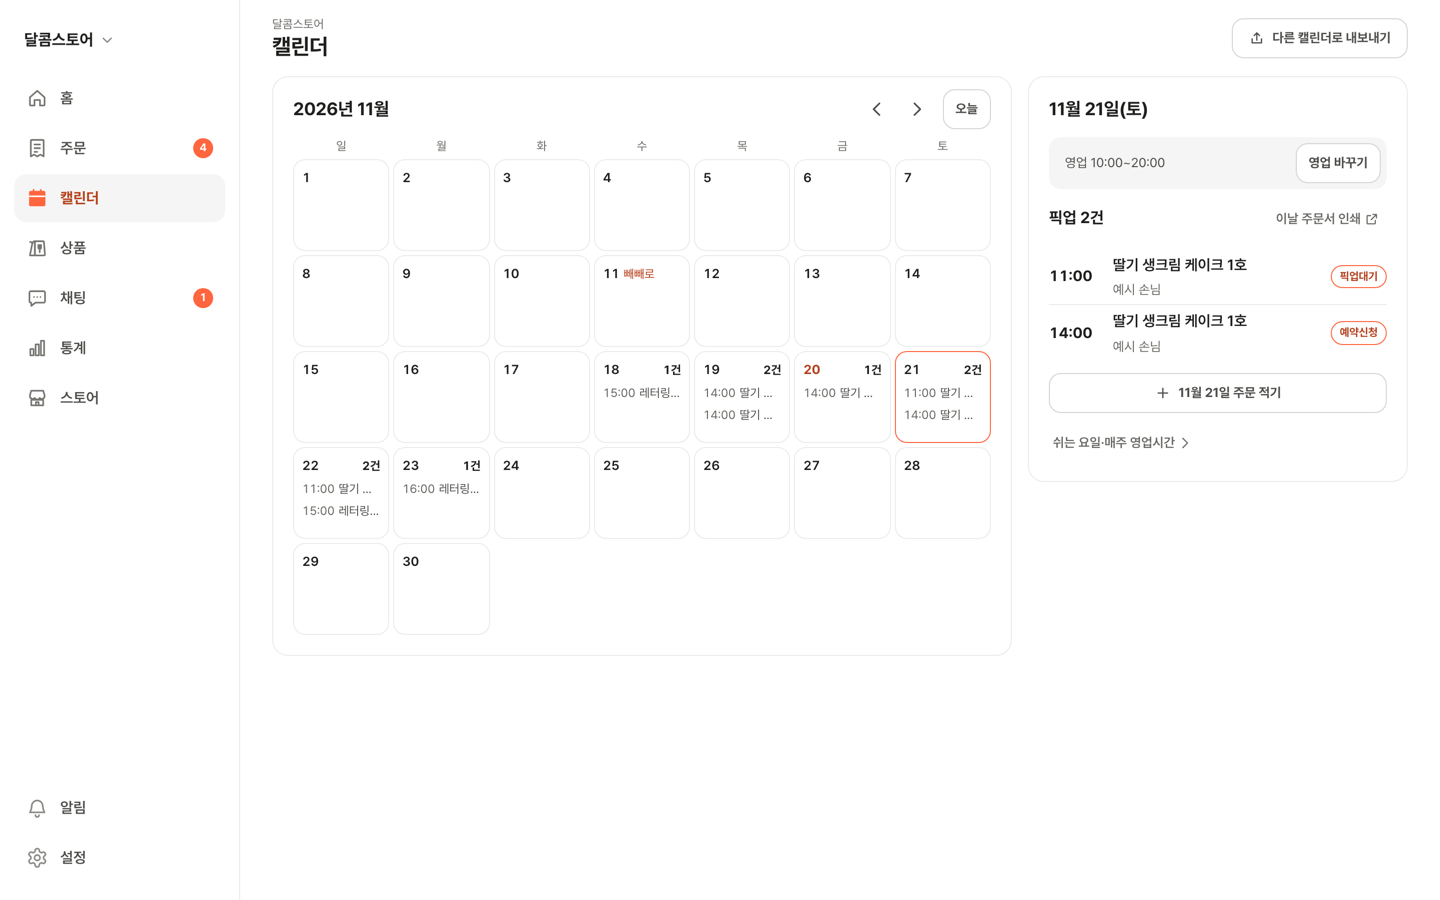 달콤스토어
홈
주문 4
캘린더
상품
채팅 1
통계
스토어
알림
설정
달콤스토어
캘린더
다른 캘린더로 내보내기
2026년 11월
오늘
일 월 화 수 목 금 토
1 2 3 4 5 6 7
8 9 10 11 빼빼로 12 13 14
15 16 17 18 1건 19 2건 20 1건 21 2건
15:00 레터링... 14:00 딸기 ... 14:00 딸기 ... 11:00 딸기 ...
14:00 딸기 ... 14:00 딸기 ...
22 2건 23 1건 24 25 26 27 28
11:00 딸기 ... 16:00 레터링...
15:00 레터링...
29 30
11월 21일(토)
영업 10:00~20:00 영업 바꾸기
픽업 2건 이날 주문서 인쇄
11:00 딸기 생크림 케이크 1호 픽업대기
예시 손님
14:00 딸기 생크림 케이크 1호 예약신청
예시 손님
+ 11월 21일 주문 적기
쉬는 요일·매주 영업시간 >